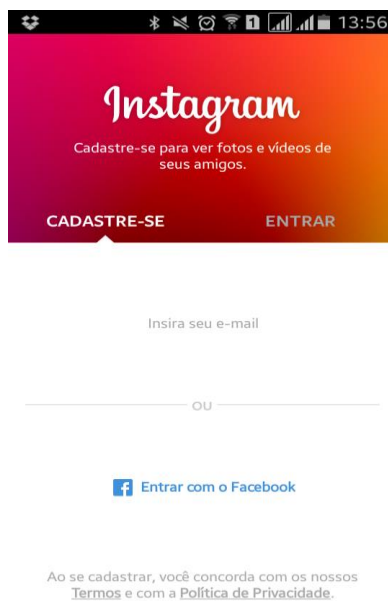 1 13:56
Instagram
Cadastre-se para ver fotos e vídeos de
seus amigos.
CADASTRE-SE ENTRAR
Insira seu e-mail
OU
f Entrar com o Facebook
Ao se cadastrar, você concorda com os nossos
Termos e com a Política de Privacidade.